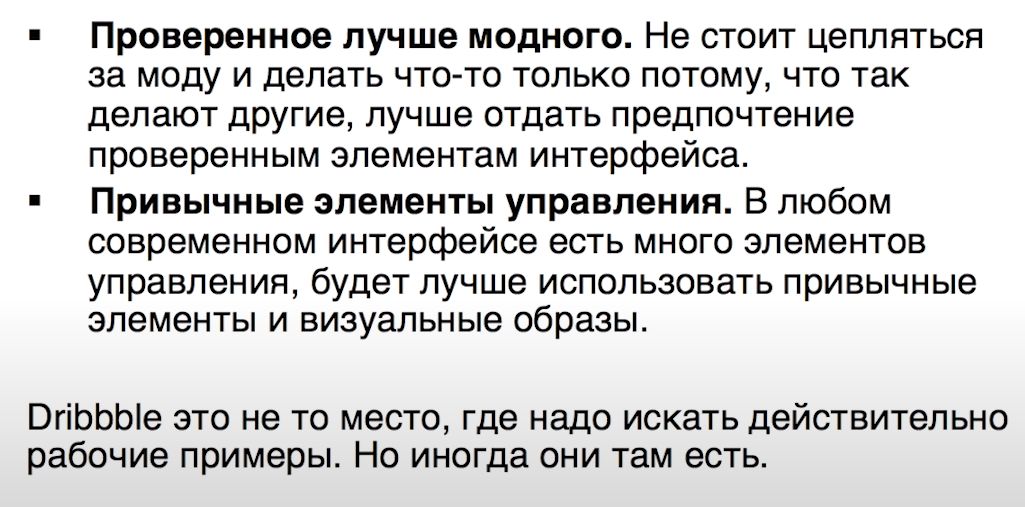 ▪ Проверенное лучше модного. Не стоит цепляться
за моду и делать что-то только потому, что так
делают другие, лучше отдать предпочтение
проверенным элементам интерфейса.
▪ Привычные элементы управления. В любом
современном интерфейсе есть много элементов
управления, будет лучше использовать привычные
элементы и визуальные образы.
Dribbble это не то место, где надо искать действительно
рабочие примеры. Но иногда они там есть.